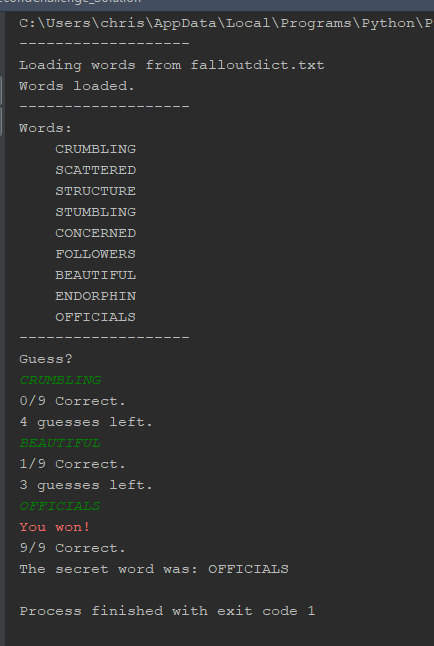 C:\Users\chris\AppData\Local\Programs\Python\P
-------------------
Loading words from falloutdict.txt
Words loaded.
-------------------
Words:
CRUMBLING
SCATTERED
STRUCTURE
STUMBLING
CONCERNED
FOLLOWERS
BEAUTIFUL
ENDORPHIN
OFFICIALS
-------------------
Guess?
CRUMBLING
0/9 Correct.
4 guesses left.
BEAUTIFUL
1/9 Correct.
3 guesses left.
OFFICIALS
You won!
9/9 Correct.
The secret word was: OFFICIALS
Process finished with exit code 1